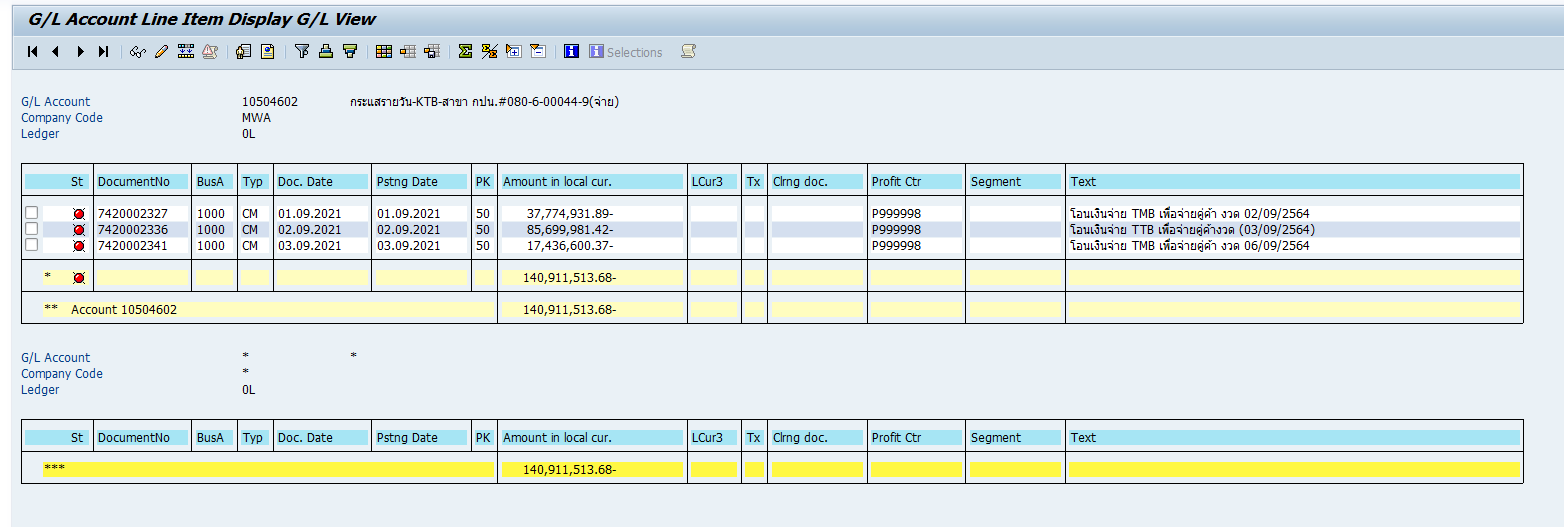 G/L Account Line Item Display G/L View
Selections
G/L Account 10504602 กระแสรายวัน-KTB-สาขา กปน.#080-6-00044-9(จ่าย)
Company Code MWA
Ledger 0L
St DocumentNo BusA Typ Doc. Date Pstng Date PK Amount in local cur. LCur3 Tx Clrng doc. Profit Ctr Segment Text
7420002327 1000 CM 01.09.2021 01.09.2021 50 37,774,931.89- P999998 โอนเงินจ่าย TMB เพื่อจ่ายคู่ค้า งวด 02/09/2564
7420002336 1000 CM 02.09.2021 02.09.2021 50 85,699,981.42- P999998 โอนเงินจ่าย TTB เพื่อจ่ายคู่ค้างวด (03/09/2564)
7420002341 1000 CM 03.09.2021 03.09.2021 50 17,436,600.37- P999998 โอนเงินจ่าย TMB เพื่อจ่ายคู่ค้า งวด 06/09/2564
* 140,911,513.68-
** Account 10504602 140,911,513.68-
G/L Account * *
Company Code *
Ledger 0L
St DocumentNo BusA Typ Doc. Date Pstng Date PK Amount in local cur. LCur3 Tx Clrng doc. Profit Ctr Segment Text
*** 140,911,513.68-